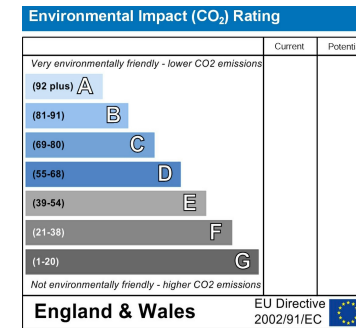 Environmental Impact (CO₂) Rating
Current Potenti
Very environmentally friendly - lower CO2 emissions
(92 plus) A
(81-91) B
(69-80) C
(55-68) D
(39-54) E
(21-38) F
(1-20) G
Not environmentally friendly - higher CO2 emissions
England & Wales
EU Directive
2002/91/EC